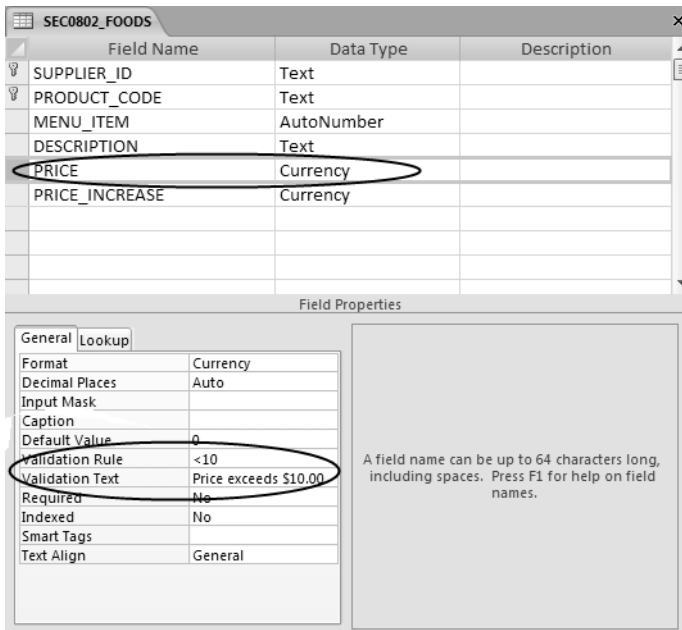 SEC0802_FOODS
Field Name Data Type Description
SUPPLIER_ID Text
PRODUCT_CODE Text
MENU_ITEM AutoNumber
DESCRIPTION Text
PRICE Currency
PRICE_INCREASE Currency
Field Properties
General Lookup
Format Currency
Decimal Places Auto
Input Mask
Caption
Default Value 0
Validation Rule <10
Validation Text Price exceeds $10.00
Required No
Indexed No
Smart Tags
Text Align General
A field name can be up to 64 characters long,
including spaces. Press F1 for help on field
names.